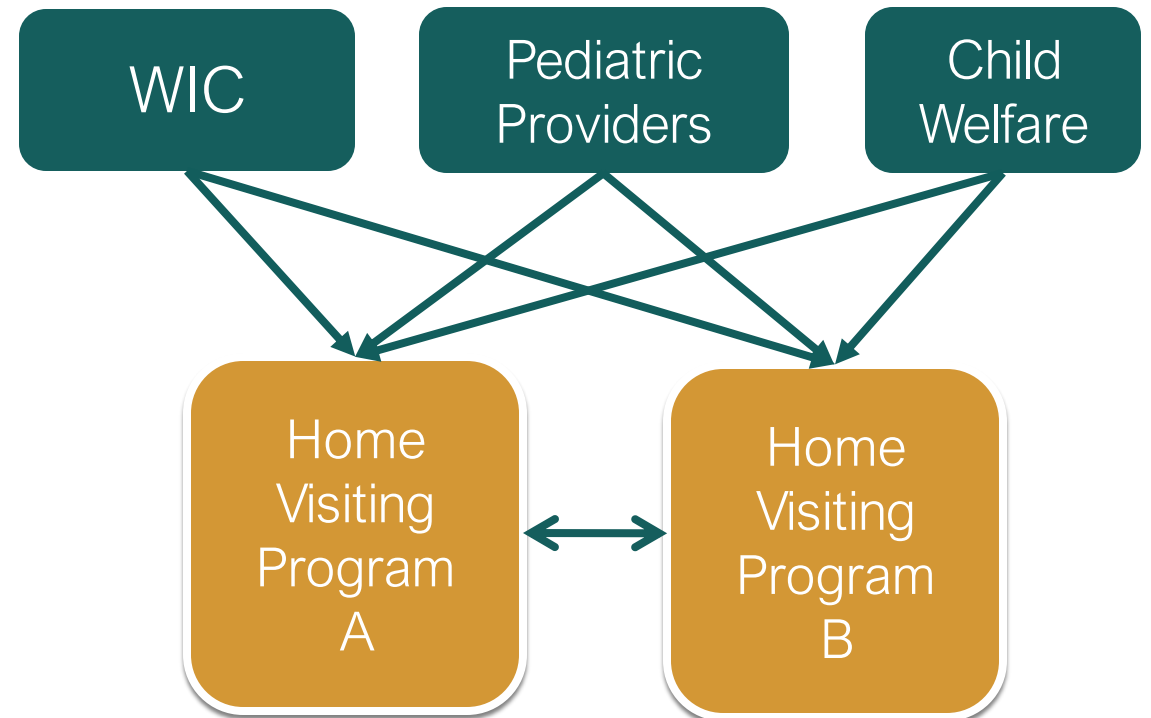 WIC
Pediatric
Providers
Child
Welfare
Home
Visiting
Program
A
Home
Visiting
Program
B